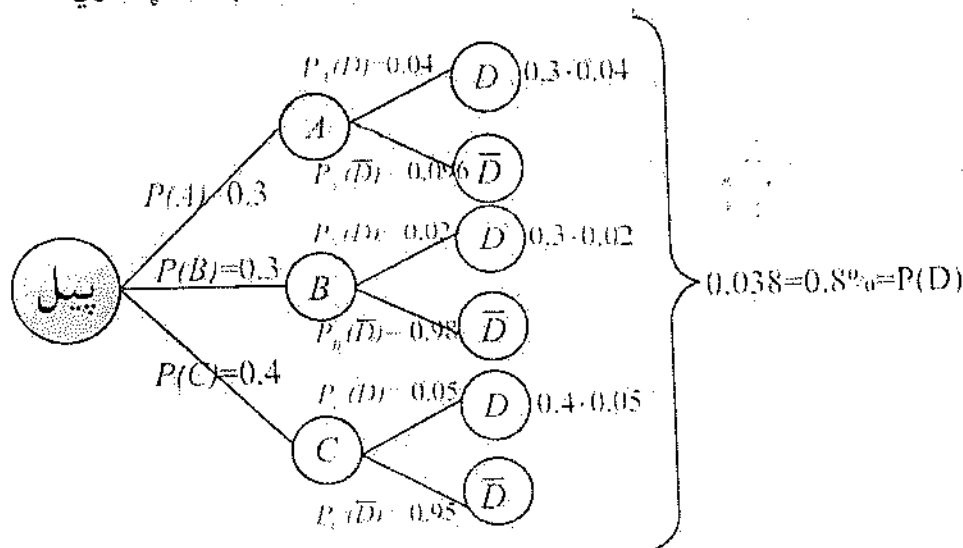 P_A(D)=0.04 D 0.3·0.04
A
P(A)=0.3
P_A(D̅)=0.096 D̅
P_B(D)=0.02 D 0.3·0.02
پیل
P(B)=0.3 B
0.038=0.8%=P(D)
P_B(D̅)=0.98 D̅
P(C)=0.4
P_C(D)=0.05 D 0.4·0.05
C
P_C(D̅)=0.95 D̅